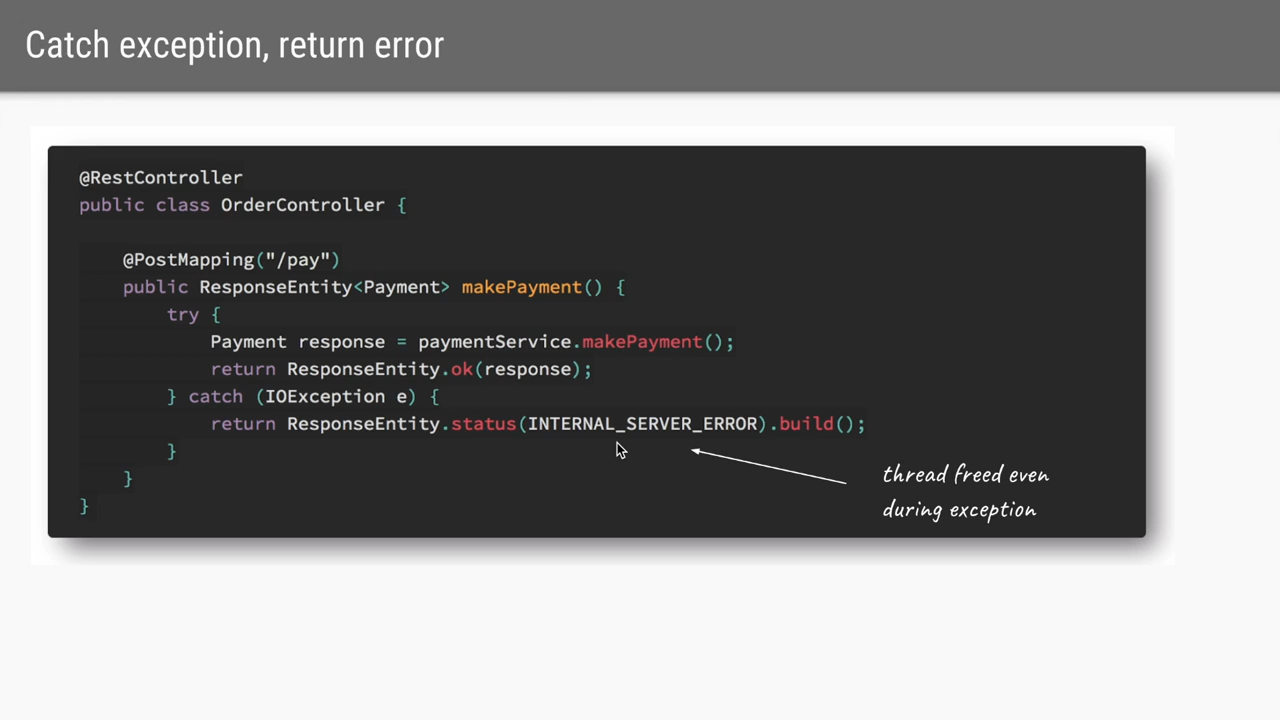 Catch exception, return error
@RestController
public class OrderController {
@PostMapping("/pay")
public ResponseEntity<Payment> makePayment() {
try {
Payment response = paymentService.makePayment();
return ResponseEntity.ok(response);
} catch (IOException e) {
return ResponseEntity.status(INTERNAL_SERVER_ERROR).build();
}
}
}
thread freed even
during exception